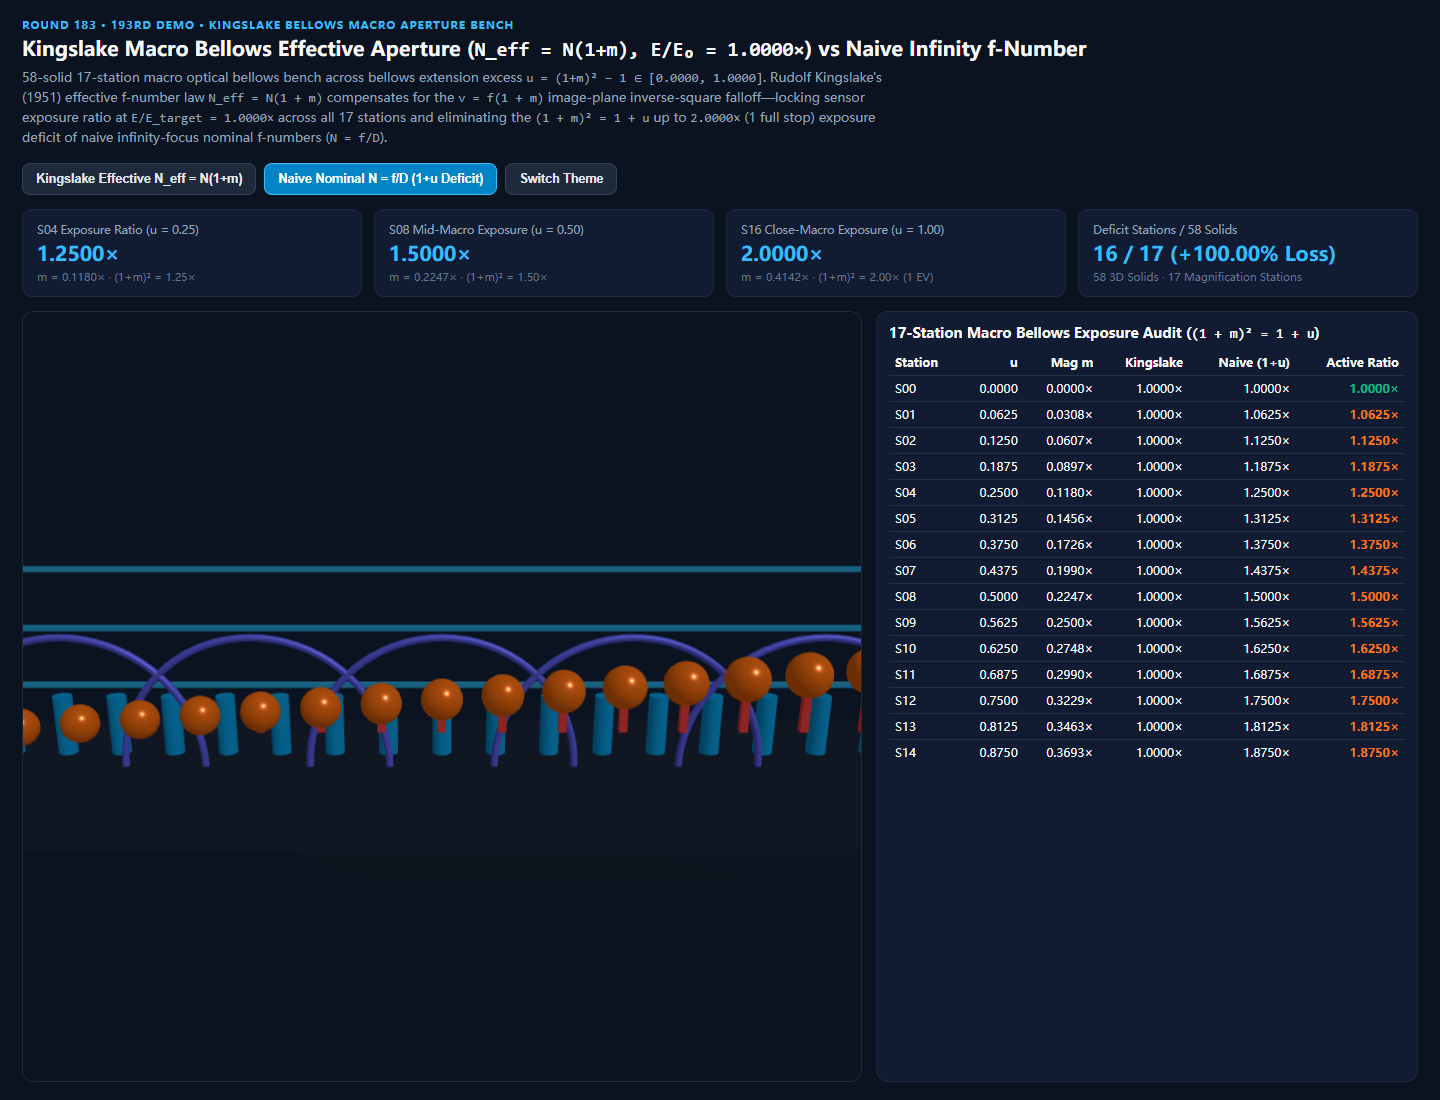 ROUND 183 • 193RD DEMO • KINGSLAKE BELLOWS MACRO APERTURE BENCH
Kingslake Macro Bellows Effective Aperture (N_eff = N(1+m), E/E₀ = 1.0000×) vs Naive Infinity f-Number
58-solid 17-station macro optical bellows bench across bellows extension excess u = (1+m)² − 1 ∈ [0.0000, 1.0000]. Rudolf Kingslake's
(1951) effective f-number law N_eff = N(1 + m) compensates for the v = f(1 + m) image-plane inverse-square falloff—locking sensor
exposure ratio at E/E_target = 1.0000× across all 17 stations and eliminating the (1 + m)² = 1 + u up to 2.0000× (1 full stop) exposure
deficit of naive infinity-focus nominal f-numbers (N = f/D).
Kingslake Effective N_eff = N(1+m) Naive Nominal N = f/D (1+u Deficit) Switch Theme
S04 Exposure Ratio (u = 0.25)
1.2500×
m = 0.1180× · (1+m)² = 1.25×
S08 Mid-Macro Exposure (u = 0.50)
1.5000×
m = 0.2247× · (1+m)² = 1.50×
S16 Close-Macro Exposure (u = 1.00)
2.0000×
m = 0.4142× · (1+m)² = 2.00× (1 EV)
Deficit Stations / 58 Solids
16 / 17 (+100.00% Loss)
58 3D Solids · 17 Magnification Stations
17-Station Macro Bellows Exposure Audit ((1 + m)² = 1 + u)
Station u Mag m Kingslake Naive (1+u) Active Ratio
S00 0.0000 0.0000× 1.0000× 1.0000× 1.0000×
S01 0.0625 0.0308× 1.0000× 1.0625× 1.0625×
S02 0.1250 0.0607× 1.0000× 1.1250× 1.1250×
S03 0.1875 0.0897× 1.0000× 1.1875× 1.1875×
S04 0.2500 0.1180× 1.0000× 1.2500× 1.2500×
S05 0.3125 0.1456× 1.0000× 1.3125× 1.3125×
S06 0.3750 0.1726× 1.0000× 1.3750× 1.3750×
S07 0.4375 0.1990× 1.0000× 1.4375× 1.4375×
S08 0.5000 0.2247× 1.0000× 1.5000× 1.5000×
S09 0.5625 0.2500× 1.0000× 1.5625× 1.5625×
S10 0.6250 0.2748× 1.0000× 1.6250× 1.6250×
S11 0.6875 0.2990× 1.0000× 1.6875× 1.6875×
S12 0.7500 0.3229× 1.0000× 1.7500× 1.7500×
S13 0.8125 0.3463× 1.0000× 1.8125× 1.8125×
S14 0.8750 0.3693× 1.0000× 1.8750× 1.8750×